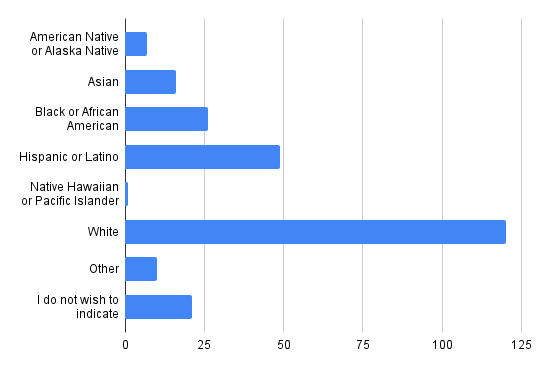 American Native
or Alaska Native
Asian
Black or African
American
Hispanic or Latino
Native Hawaiian
or Pacific Islander
White
Other
I do not wish to
indicate
0 25 50 75 100 125